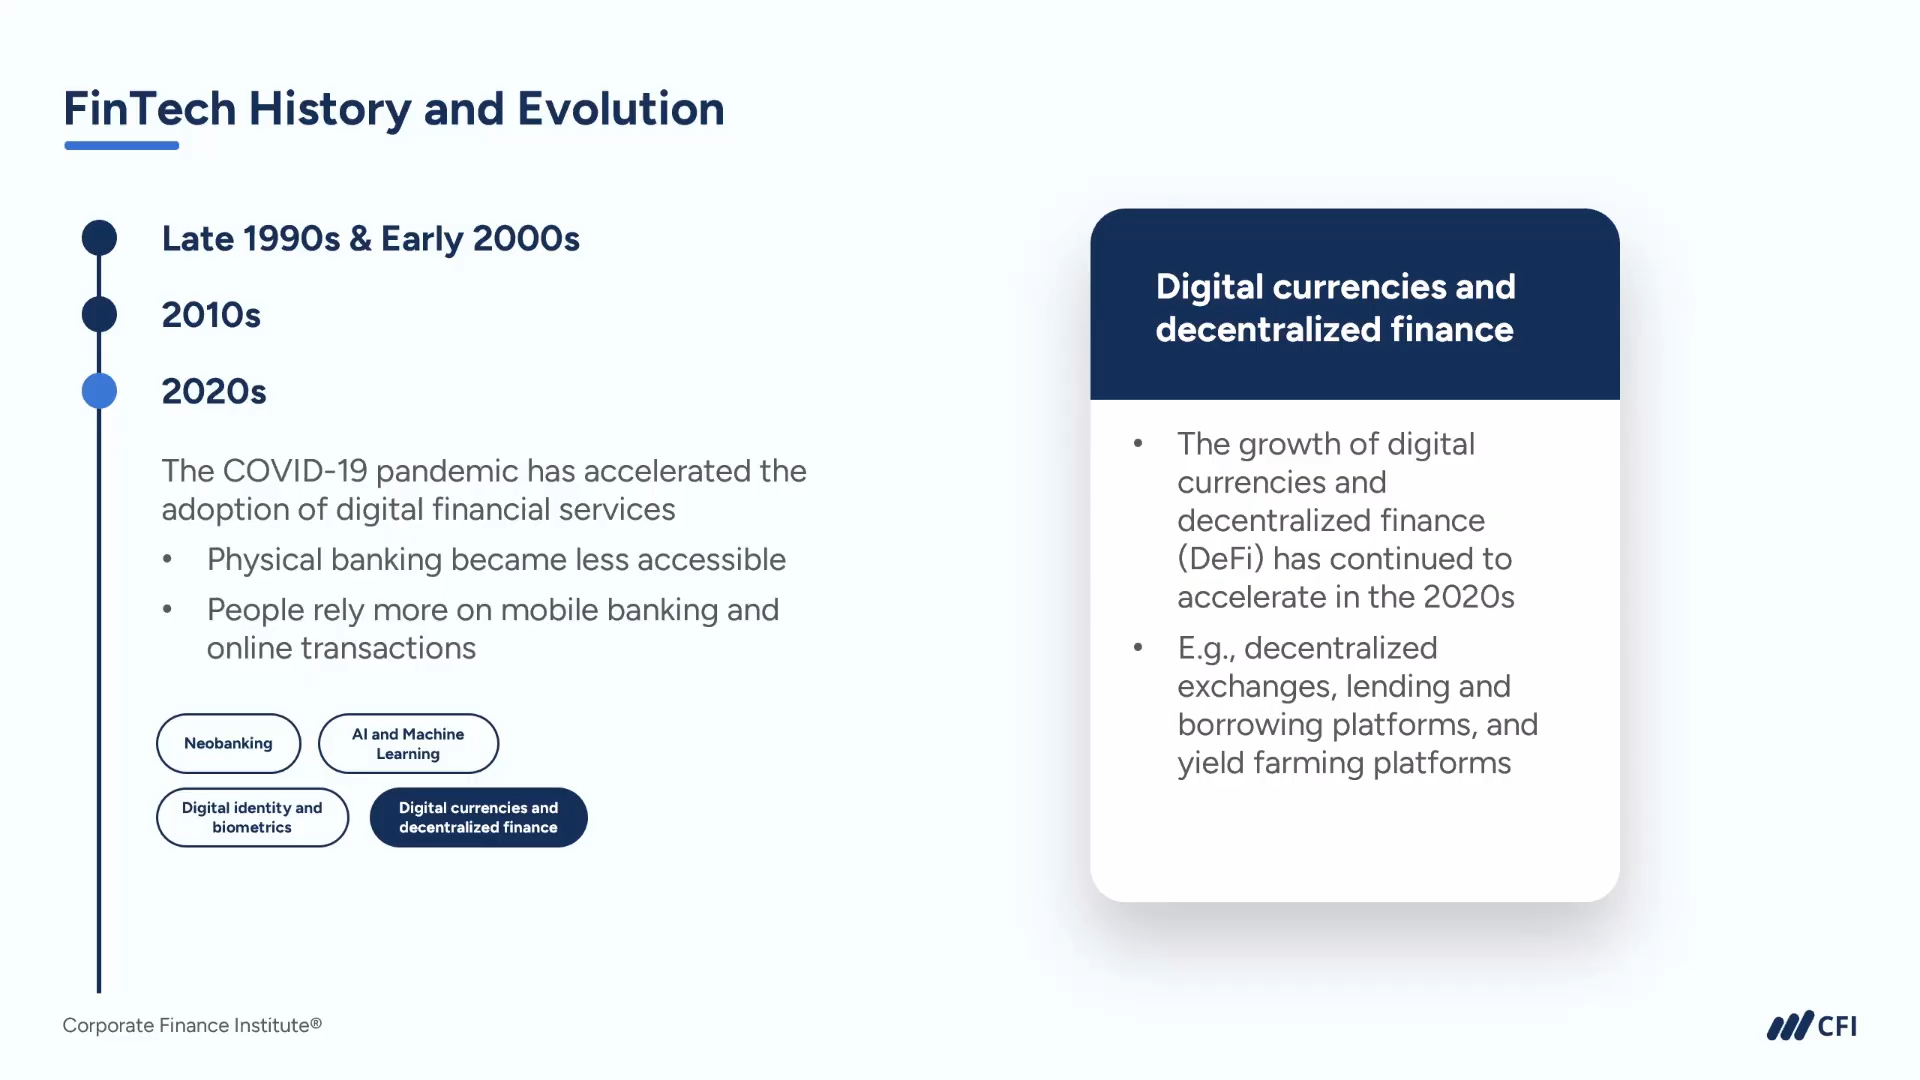 FinTech History and Evolution
Late 1990s & Early 2000s
2010s
2020s
The COVID-19 pandemic has accelerated the
adoption of digital financial services
• Physical banking became less accessible
• People rely more on mobile banking and
online transactions
Neobanking
AI and Machine
Learning
Digital identity and
biometrics
Digital currencies and
decentralized finance
Digital currencies and
decentralized finance
• The growth of digital
currencies and
decentralized finance
(DeFi) has continued to
accelerate in the 2020s
• E.g., decentralized
exchanges, lending and
borrowing platforms, and
yield farming platforms
Corporate Finance Institute®
CFI